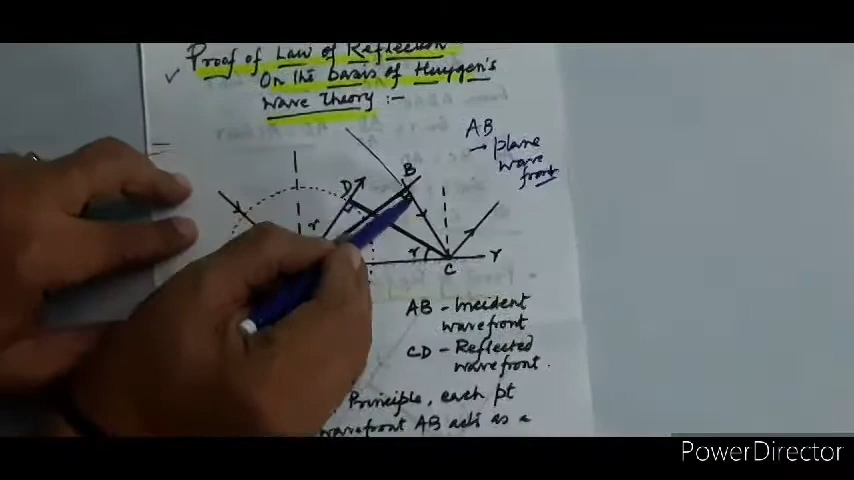 Proof of Law of Reflection
On the basis of Huygen's
Wave Theory :-
AB
→ plane
wave
front
B
D
r
r
C
Y
AB - Incident
wavefront
CD - Reflected
wavefront.
Principle, each pt
wavefront AB acts as a
PowerDirector